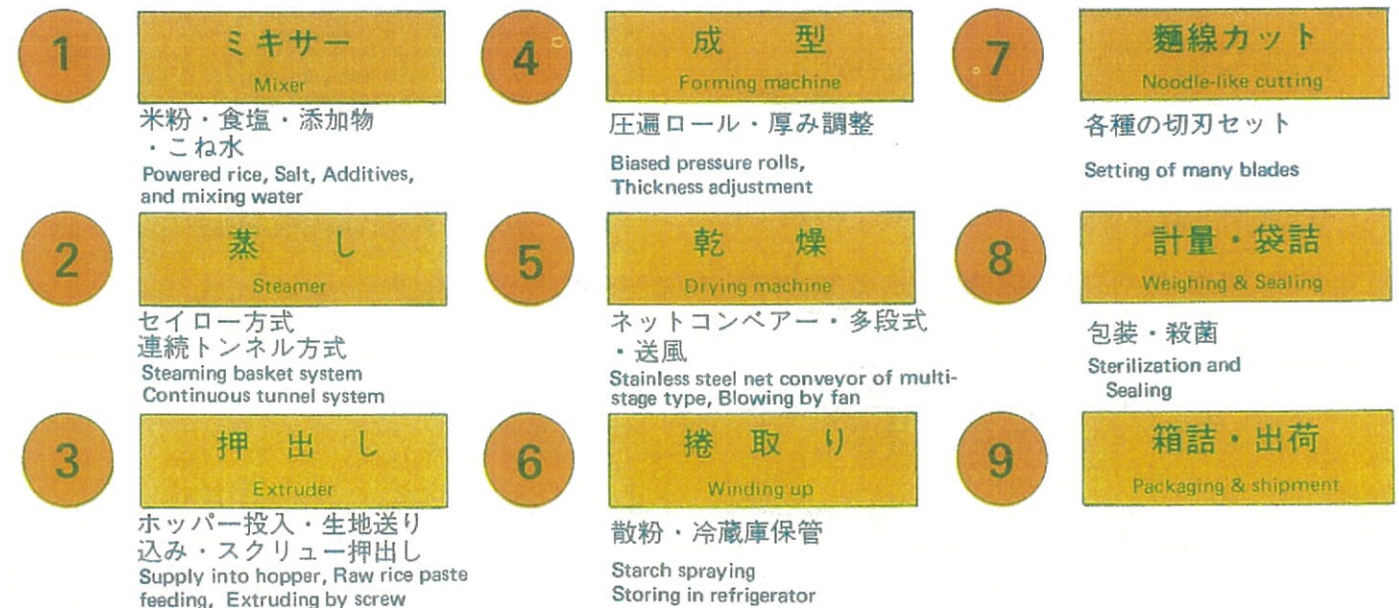 1
ミキサー
Mixer
米粉・食塩・添加物
・こね水
Powered rice, Salt, Additives,
and mixing water
2
蒸し
Steamer
セイロー方式
連続トンネル方式
Steaming basket system
Continuous tunnel system
3
押出し
Extruder
ホッパー投入・生地送り
込み・スクリュー押出し
Supply into hopper, Raw rice paste
feeding, Extruding by screw
4
成型
Forming machine
圧遍ロール・厚み調整
Biased pressure rolls,
Thickness adjustment
5
乾燥
Drying machine
ネットコンベアー・多段式
・送風
Stainless steel net conveyor of multi-
stage type, Blowing by fan
6
捲取り
Winding up
散粉・冷蔵庫保管
Starch spraying
Storing in refrigerator
7
麵線カット
Noodle-like cutting
各種の切刃セット
Setting of many blades
8
計量・袋詰
Weighing & Sealing
包装・殺菌
Sterilization and
Sealing
9
箱詰・出荷
Packaging & shipment